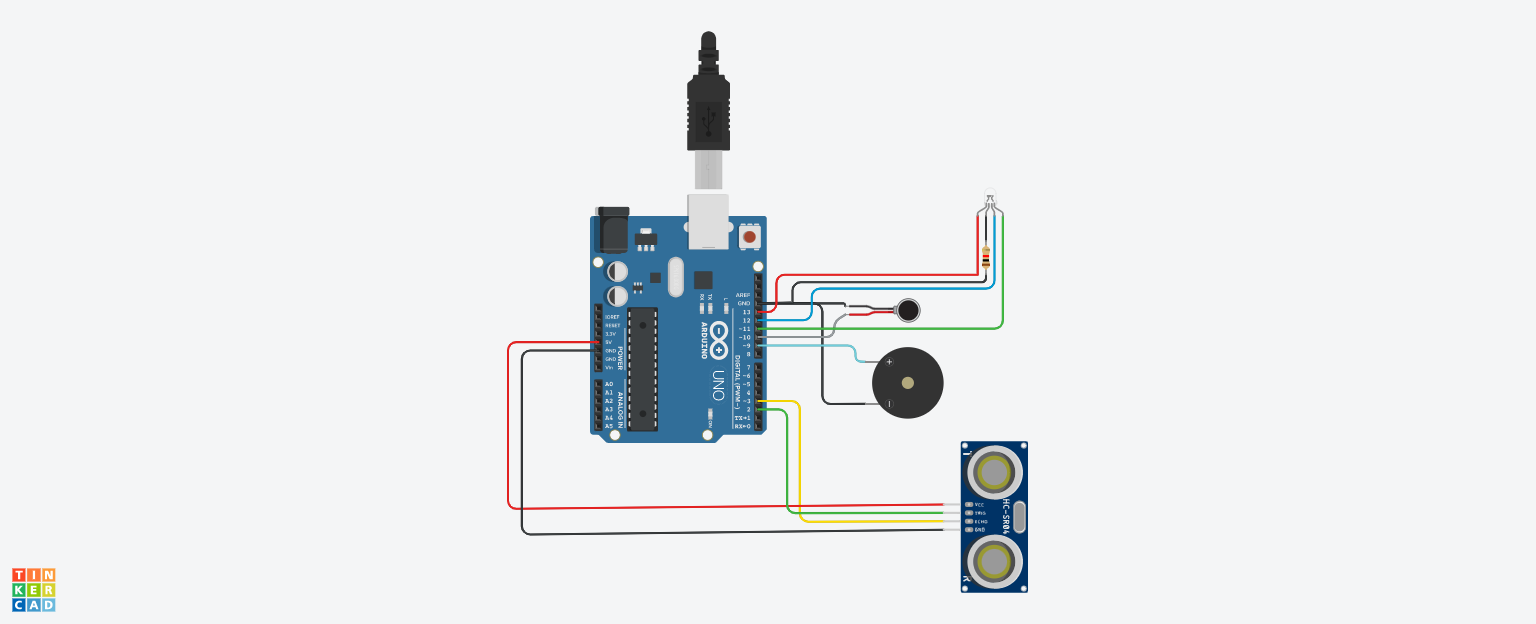 AREF
GND
13
12
~11
~10
~9
8
7
~6
~5
4
~3
2
TX→1
RX←0
DIGITAL (PWM~)
IOREF
RESET
3.3V
5V
GND
GND
Vin
POWER
A0
A1
A2
A3
A4
A5
ANALOG IN
RX
TX
L
ARDUINO
UNO
ON
+
VCC
TRIG
ECHO
GND
HC-SR04
T
R
TIN
KER
CAD